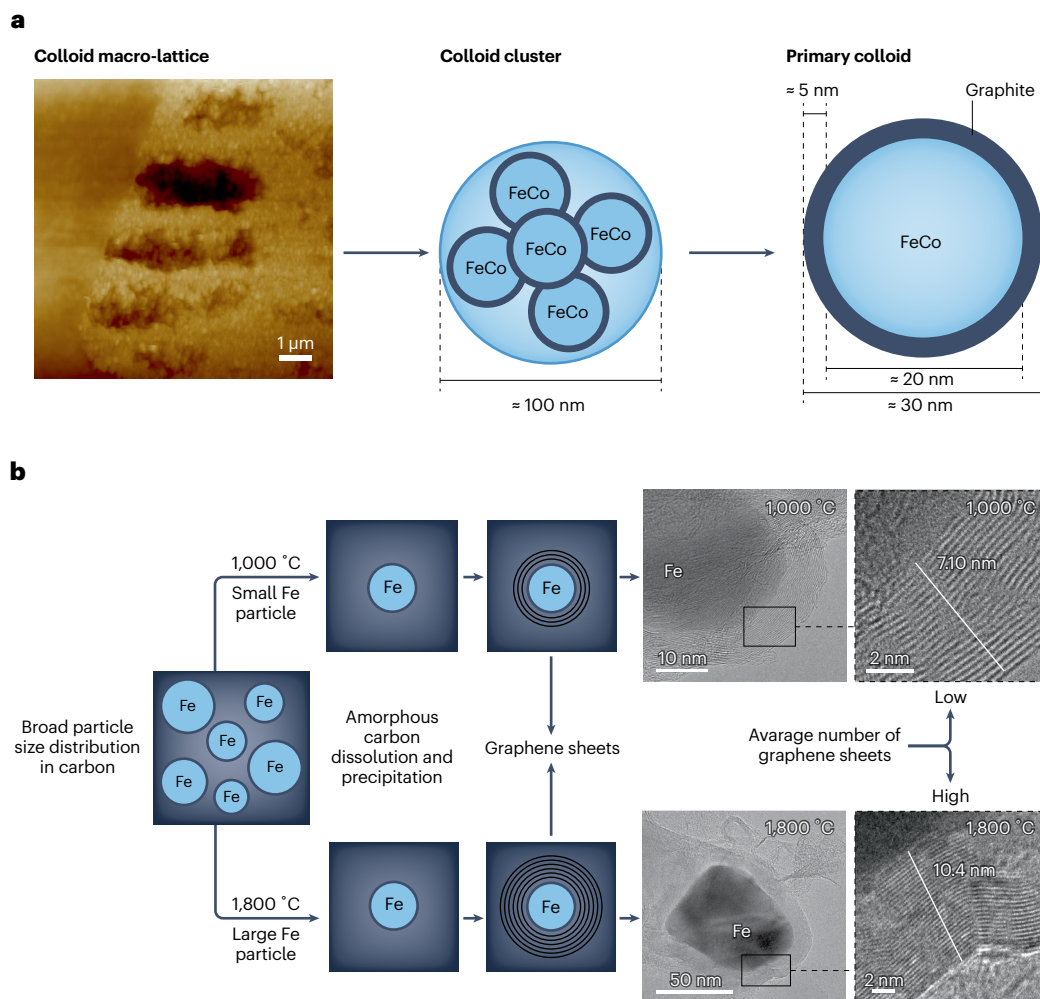 a
Colloid macro-lattice
Colloid cluster
Primary colloid
≈ 5 nm
Graphite
FeCo
FeCo
FeCo
FeCo
FeCo
FeCo
1 µm
≈ 100 nm
≈ 20 nm
≈ 30 nm
b
1,000 ˚C
Small Fe
particle
Fe
Fe
Fe
1,000 ˚C
10 nm
1,000 ˚C
7.10 nm
2 nm
Broad particle
size distribution
in carbon
Fe
Fe
Fe
Fe
Fe
Fe
Amorphous
carbon
dissolution and
precipitation
Graphene sheets
Low
Avarage number of
graphene sheets
High
1,800 ˚C
Large Fe
particle
Fe
Fe
Fe
1,800 ˚C
50 nm
1,800 ˚C
10.4 nm
2 nm